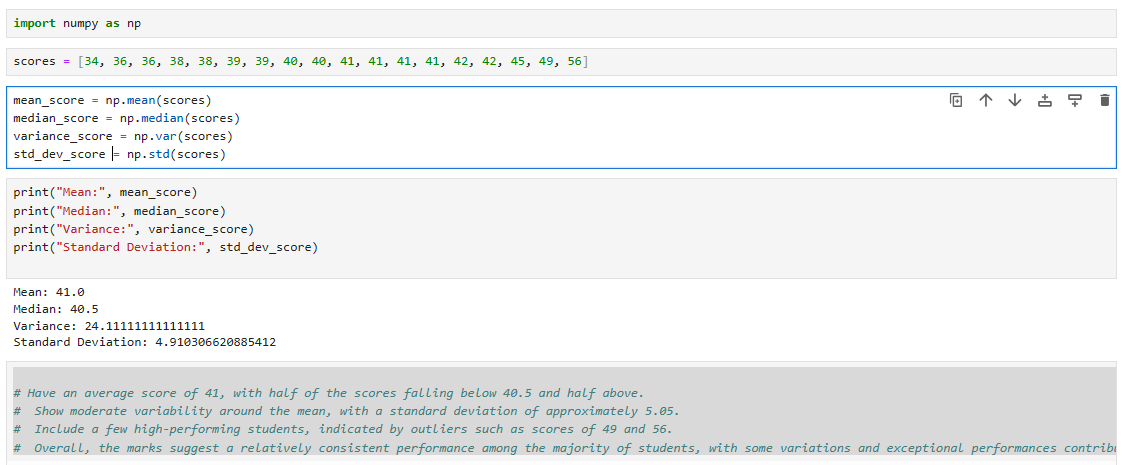 import numpy as np
scores = [34, 36, 36, 38, 38, 39, 39, 40, 40, 41, 41, 41, 41, 42, 42, 45, 49, 56]
mean_score = np.mean(scores)
median_score = np.median(scores)
variance_score = np.var(scores)
std_dev_score = np.std(scores)
print("Mean:", mean_score)
print("Median:", median_score)
print("Variance:", variance_score)
print("Standard Deviation:", std_dev_score)
Mean: 41.0
Median: 40.5
Variance: 24.11111111111111
Standard Deviation: 4.910306620885412
# Have an average score of 41, with half of the scores falling below 40.5 and half above.
#  Show moderate variability around the mean, with a standard deviation of approximately 5.05.
#  Include a few high-performing students, indicated by outliers such as scores of 49 and 56.
#  Overall, the marks suggest a relatively consistent performance among the majority of students, with some variations and exceptional performances